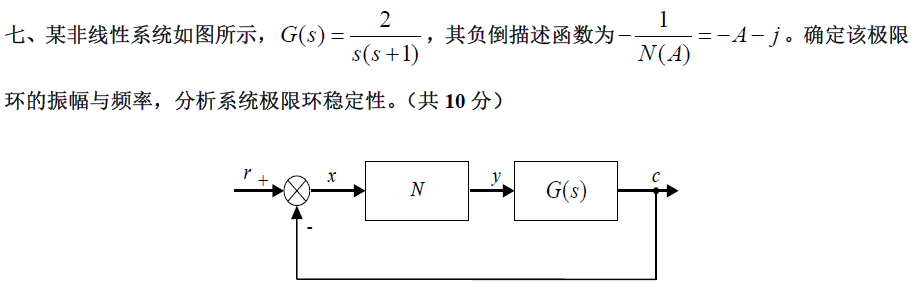 七、某非线性系统如图所示，G(s) = 2 / s(s+1)，其负倒描述函数为 - 1 / N(A) = -A - j。确定该极限
环的振幅与频率，分析系统极限环稳定性。（共 10 分）
r + x N y G(s) c
-